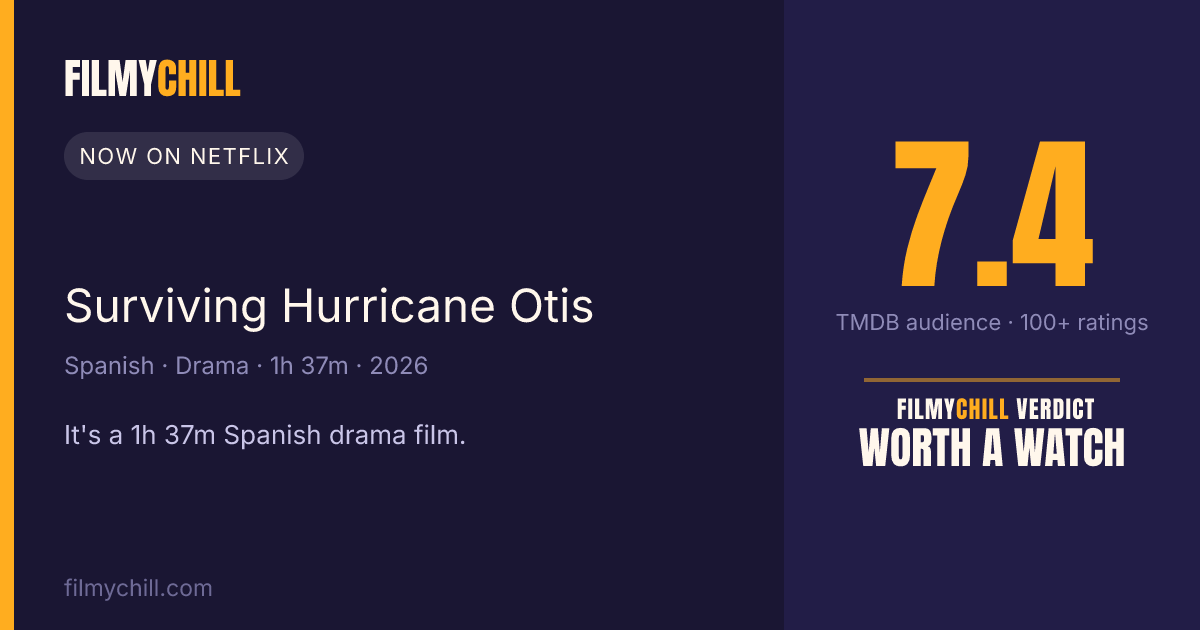 FILMYCHILL
NOW ON NETFLIX
Surviving Hurricane Otis
Spanish · Drama · 1h 37m · 2026
It's a 1h 37m Spanish drama film.
filmychill.com
7.4
TMDB audience · 100+ ratings
FILMYCHILL VERDICT
WORTH A WATCH